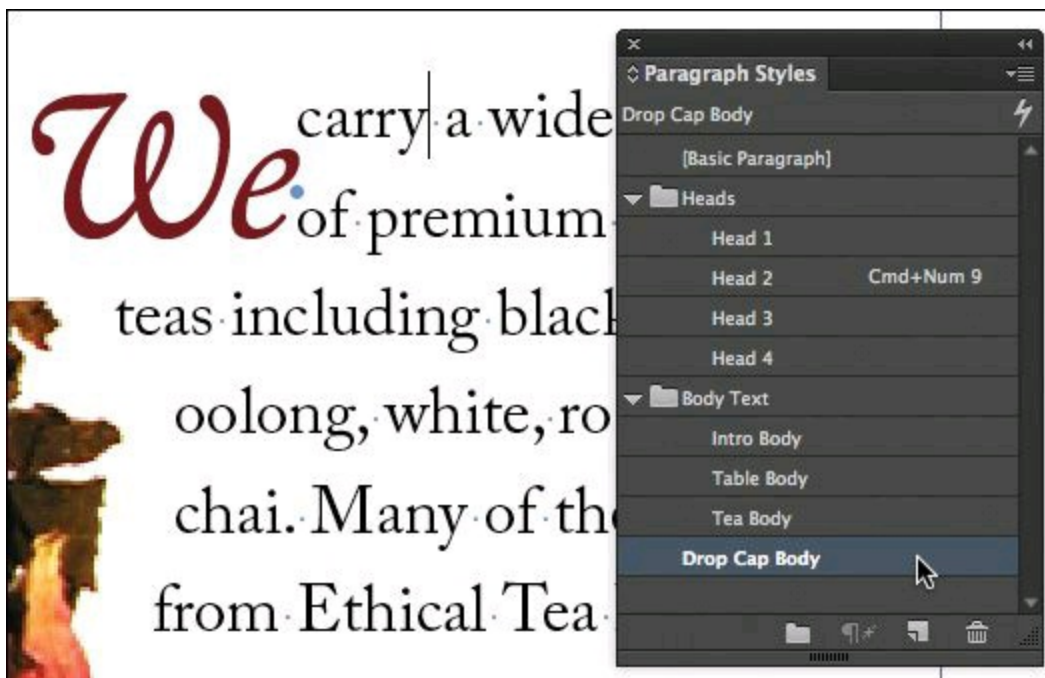 We carry a wide
of premium
teas including black
oolong, white, ro
chai. Many of the
from Ethical Tea
Paragraph Styles
Drop Cap Body
[Basic Paragraph]
Heads
Head 1
Head 2 Cmd+Num 9
Head 3
Head 4
Body Text
Intro Body
Table Body
Tea Body
Drop Cap Body